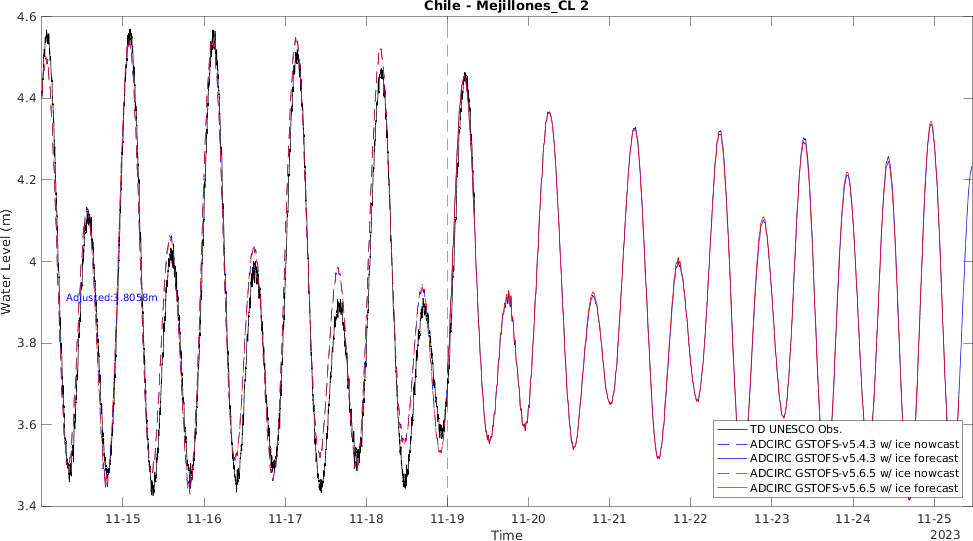 Chile - Mejillones_CL 2
4.6
4.4
4.2
4
3.8
3.6
3.4
Water Level (m)
Adjusted:3.8058m
TD UNESCO Obs.
ADCIRC GSTOFS-v5.4.3 w/ ice nowcast
ADCIRC GSTOFS-v5.4.3 w/ ice forecast
ADCIRC GSTOFS-v5.6.5 w/ ice nowcast
ADCIRC GSTOFS-v5.6.5 w/ ice forecast
11-15 11-16 11-17 11-18 11-19 11-20 11-21 11-22 11-23 11-24 11-25
Time
2023